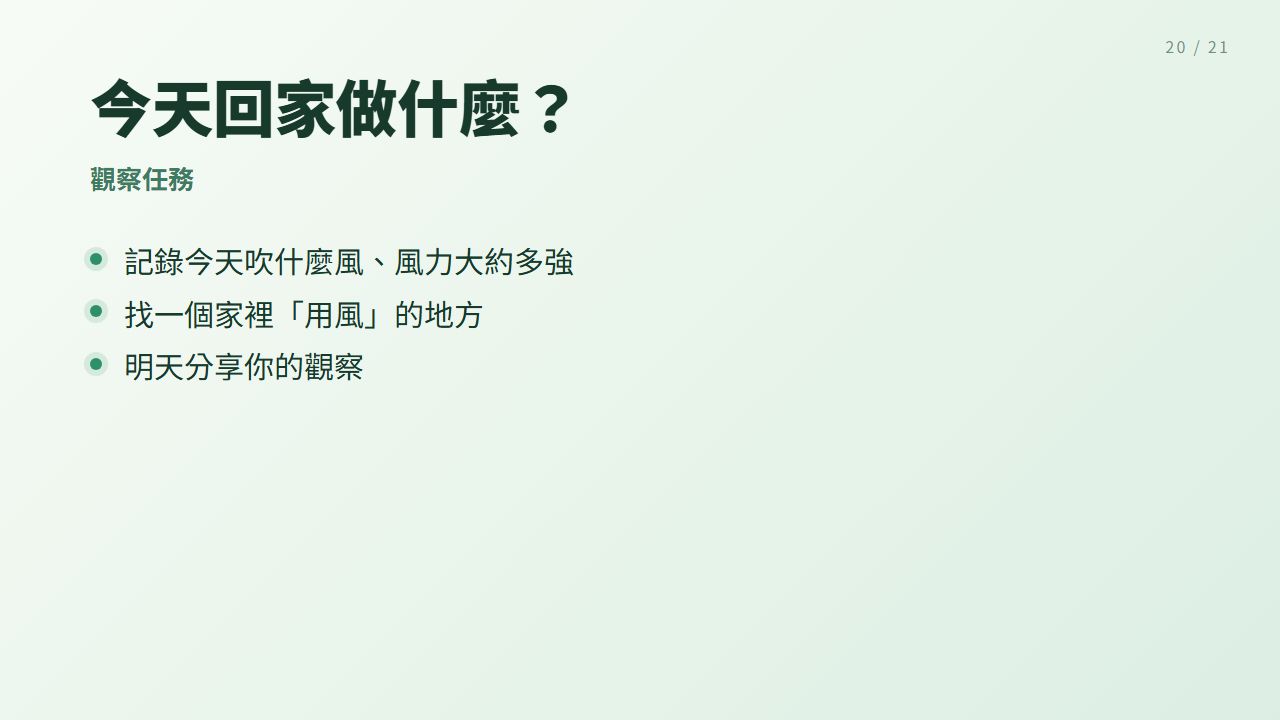 20 / 21
今天回家做什麼？
觀察任務
記錄今天吹什麼風、風力大約多強
找一個家裡「用風」的地方
明天分享你的觀察